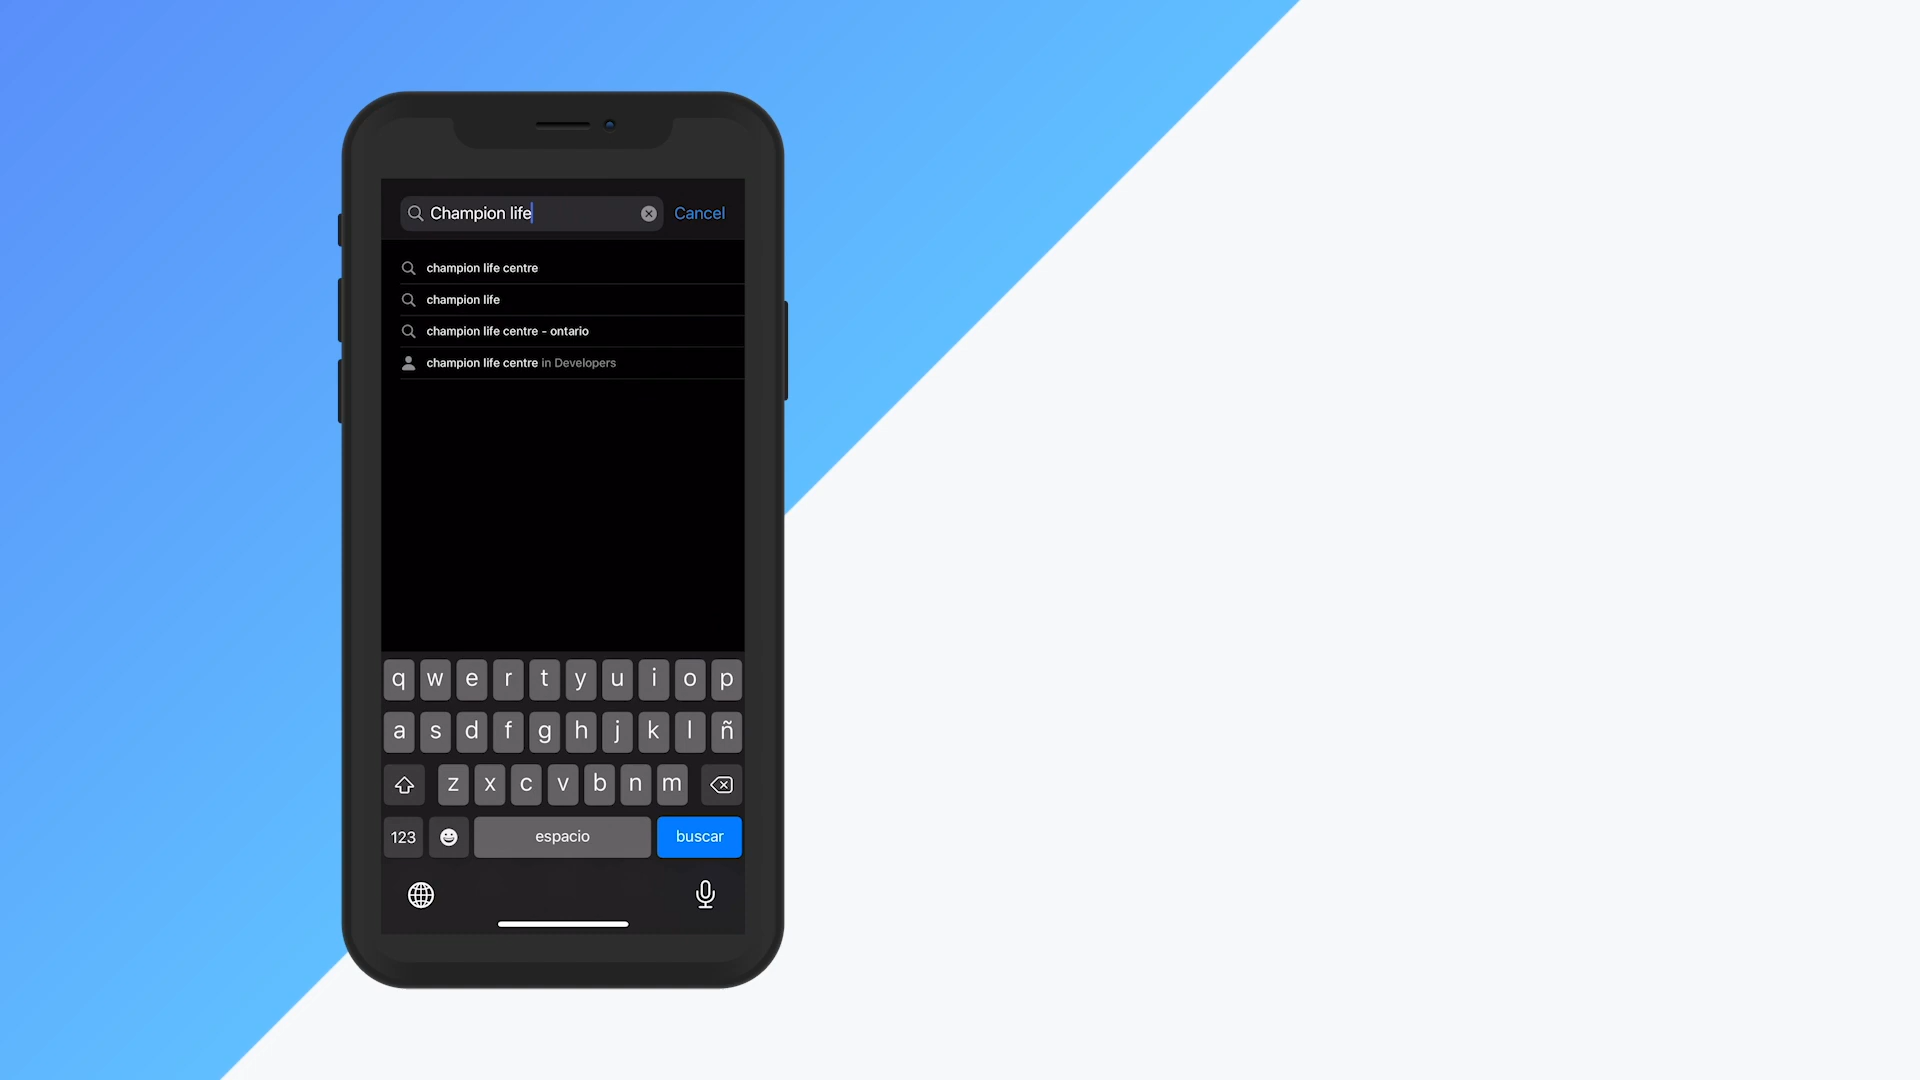 Champion life Cancel
champion life centre
champion life
champion life centre - ontario
champion life centre in Developers
q w e r t y u i o p
a s d f g h j k l ñ
z x c v b n m
123 espacio buscar